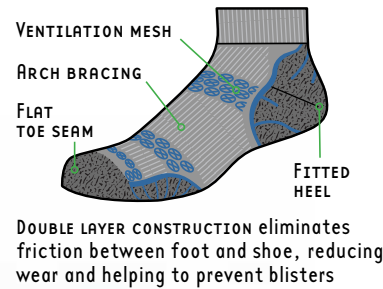 VENTILATION MESH
ARCH BRACING
FLAT
TOE SEAM
FITTED
HEEL
DOUBLE LAYER CONSTRUCTION eliminates
friction between foot and shoe, reducing
wear and helping to prevent blisters